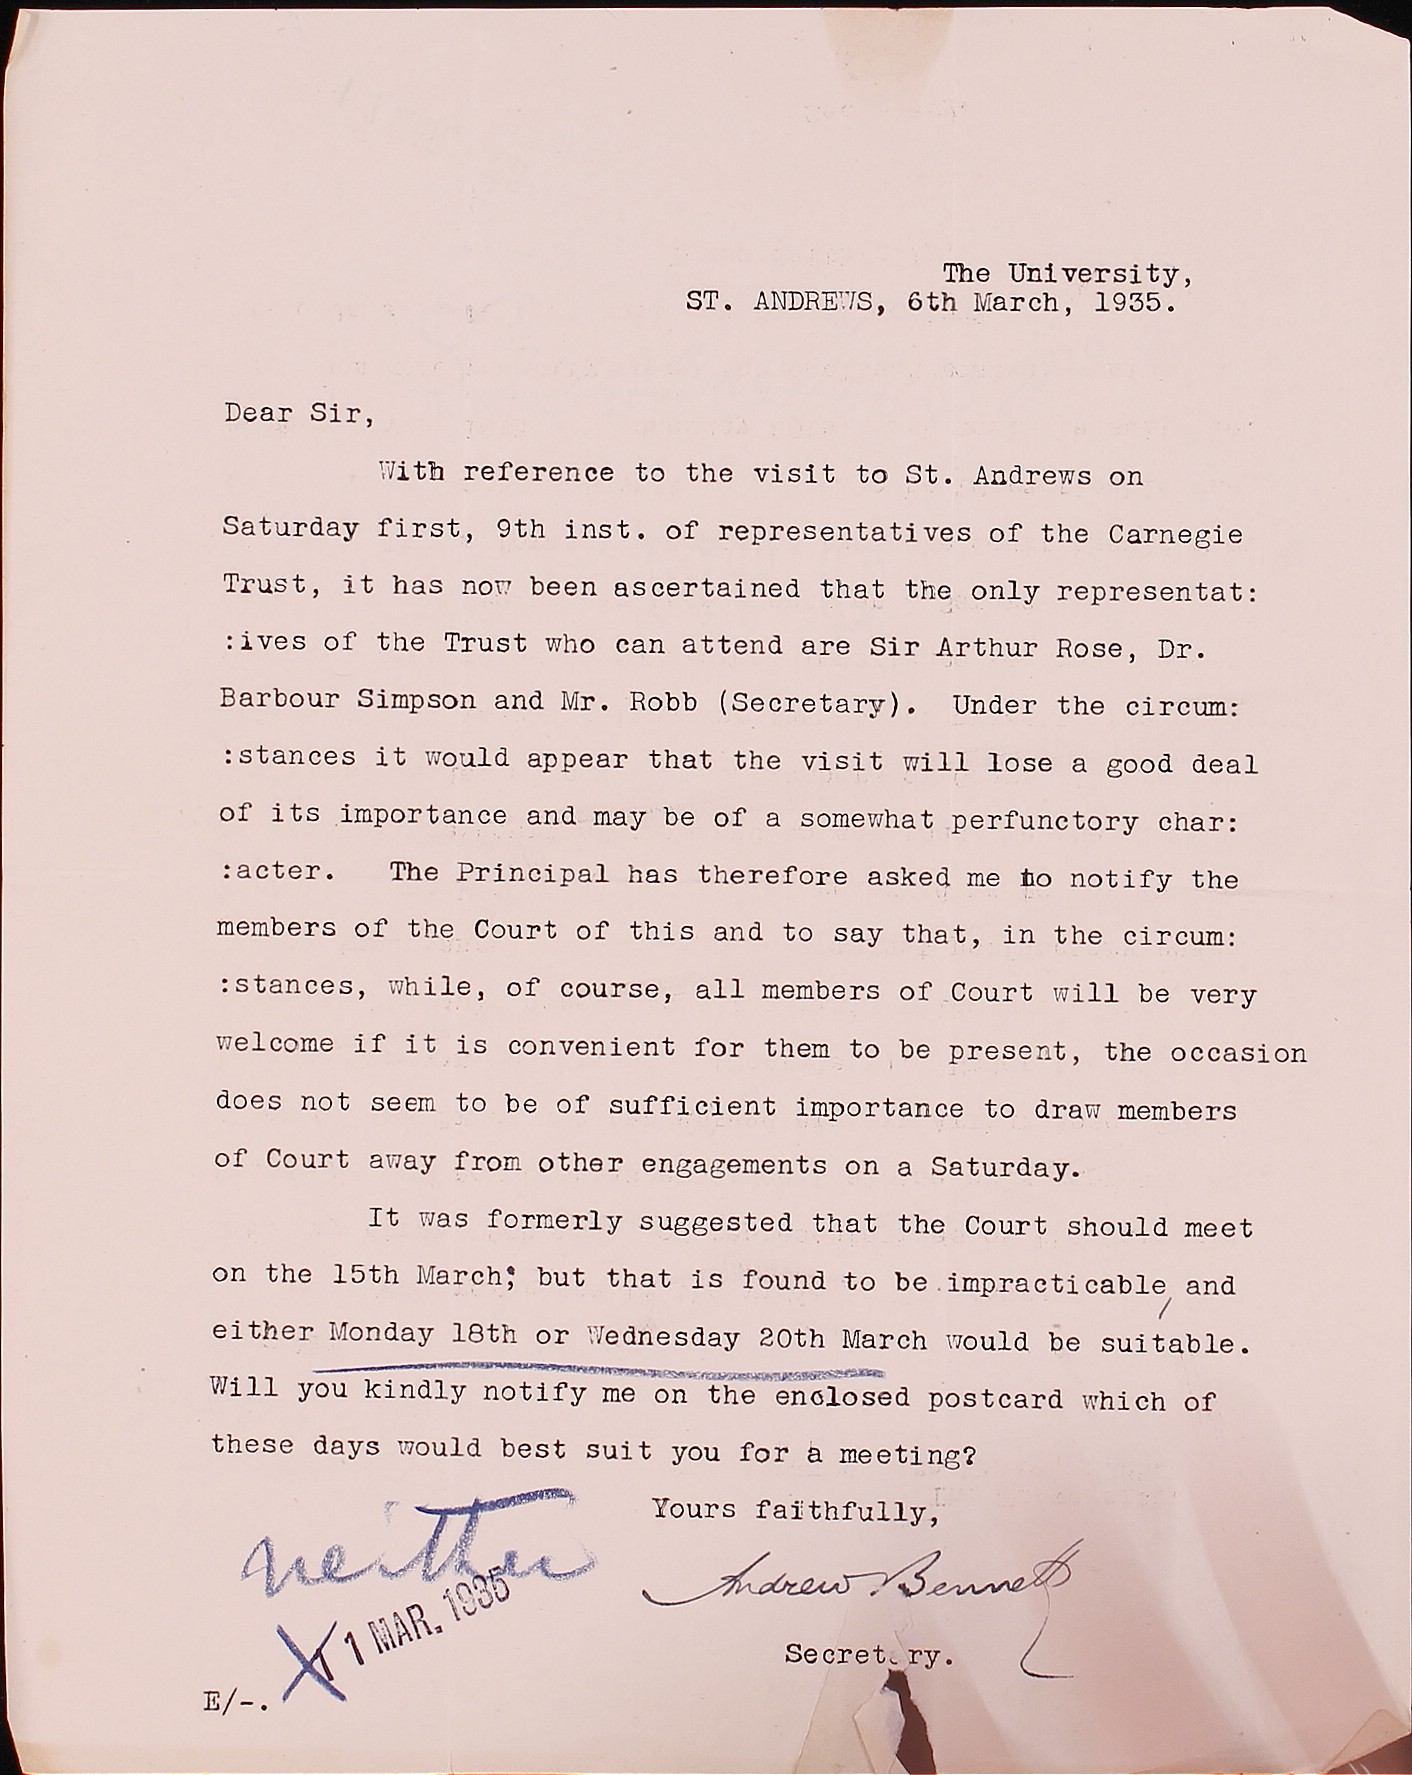 The University,
ST. ANDREWS, 6th March, 1935.
Dear Sir,
With reference to the visit to St. Andrews on
Saturday first, 9th inst. of representatives of the Carnegie
Trust, it has now been ascertained that the only representat:
:ives of the Trust who can attend are Sir Arthur Rose, Dr.
Barbour Simpson and Mr. Robb (Secretary). Under the circum:
:stances it would appear that the visit will lose a good deal
of its importance and may be of a somewhat perfunctory char:
:acter. The Principal has therefore asked me to notify the
members of the Court of this and to say that, in the circum:
:stances, while, of course, all members of Court will be very
welcome if it is convenient for them to be present, the occasion
does not seem to be of sufficient importance to draw members
of Court away from other engagements on a Saturday.
It was formerly suggested that the Court should meet
on the 15th March; but that is found to be impracticable, and
either Monday 18th or Wednesday 20th March would be suitable.
Will you kindly notify me on the enclosed postcard which of
these days would best suit you for a meeting?
Yours faithfully,
neither
Andrew Bennett
11 MAR. 1935
Secretary.
E/-.